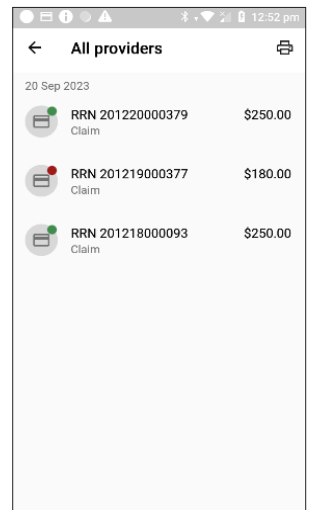 12:52 pm
All providers
20 Sep 2023
RRN 201220000379 $250.00
Claim
RRN 201219000377 $180.00
Claim
RRN 201218000093 $250.00
Claim